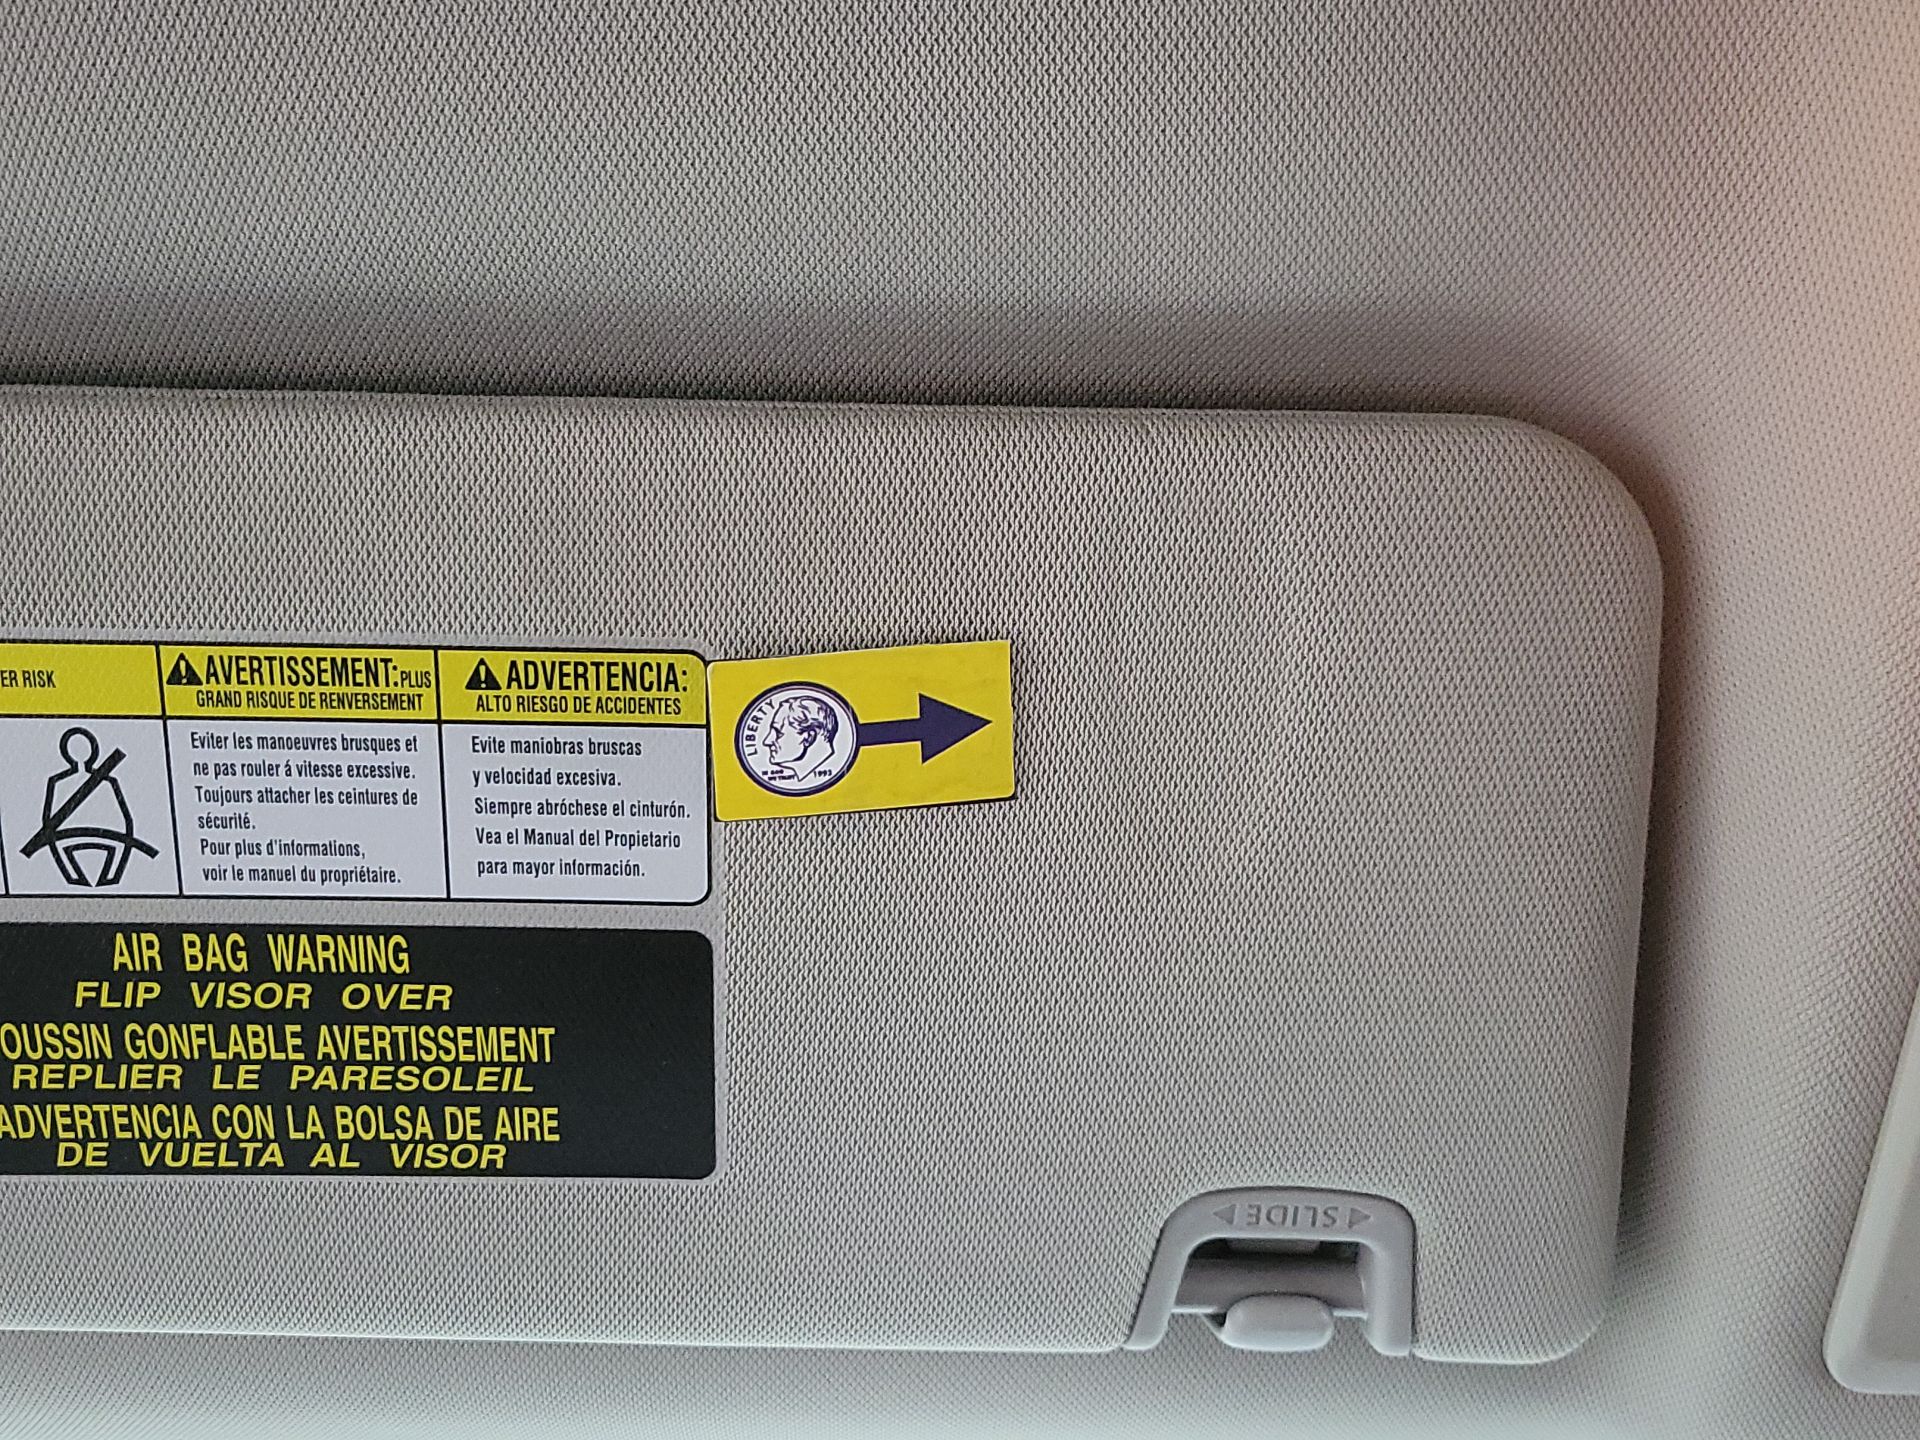 ER RISK
AVERTISSEMENT: PLUS
GRAND RISQUE DE RENVERSEMENT
Eviter les manoeuvres brusques et
ne pas rouler á vitesse excessive.
Toujours attacher les ceintures de
sécurité.
Pour plus d'informations,
voir le manuel du propriétaire.
ADVERTENCIA:
ALTO RIESGO DE ACCIDENTES
Evite maniobras bruscas
y velocidad excesiva.
Siempre abróchese el cinturón.
Vea el Manual del Propietario
para mayor información.
LIBERTY
IN GOD
WE TRUST
1993
AIR BAG WARNING
FLIP VISOR OVER
OUSSIN GONFLABLE AVERTISSEMENT
REPLIER LE PARESOLEIL
ADVERTENCIA CON LA BOLSA DE AIRE
DE VUELTA AL VISOR
SLIDE